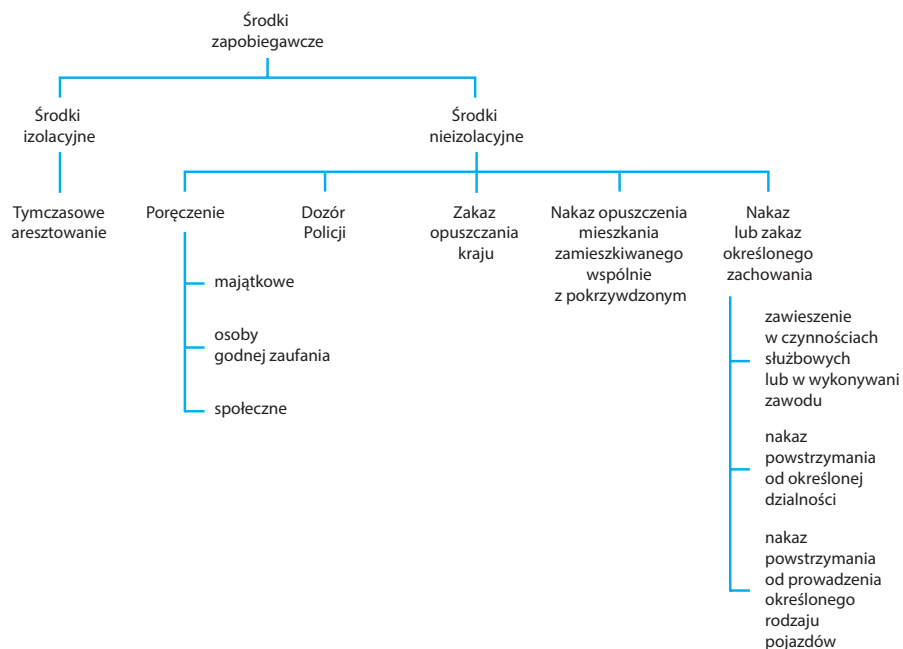 Środki
zapobiegawcze
Środki
izolacyjne
Środki
nieizolacyjne
Tymczasowe
aresztowanie
Poręczenie
majątkowe
osoby
godnej zaufania
społeczne
Dozór
Policji
Zakaz
opuszczania
kraju
Nakaz opuszczenia
mieszkania
zamieszkiwanego
wspólnie
z pokrzywdzonym
Nakaz
lub zakaz
określonego
zachowania
zawieszenie
w czynnościach
służbowych
lub w wykonywani
zawodu
nakaz
powstrzymania
od określonej
dzialności
nakaz
powstrzymania
od prowadzenia
określonego
rodzaju
pojazdów